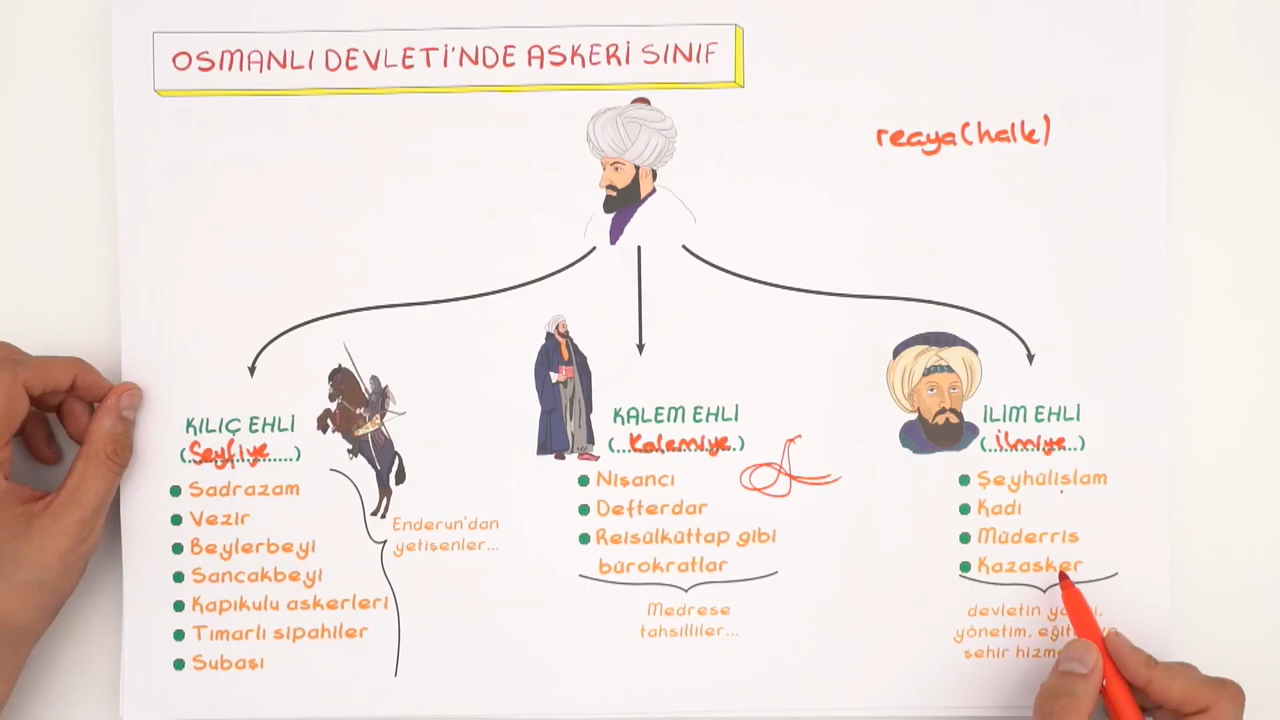 OSMANLI DEVLETİ'NDE ASKERİ SINIF
reaya(halk)
KILIÇ EHLİ
(..Seyfiye..)
Sadrazam
Vezir
Beylerbeyi
Sancakbeyi
Kapıkulu askerleri
Tımarlı sipahiler
Subaşı
Enderun'dan
yetişenler...
KALEM EHLİ
(..Kalemiye..)
Nişancı
Defterdar
Reisülküttap gibi
bürokratlar
Medrese
tahsilliler...
İLİM EHLİ
(..İlmiye..)
Şeyhülislam
Kadı
Müderris
Kazasker
devletin
yönetim,
şehir